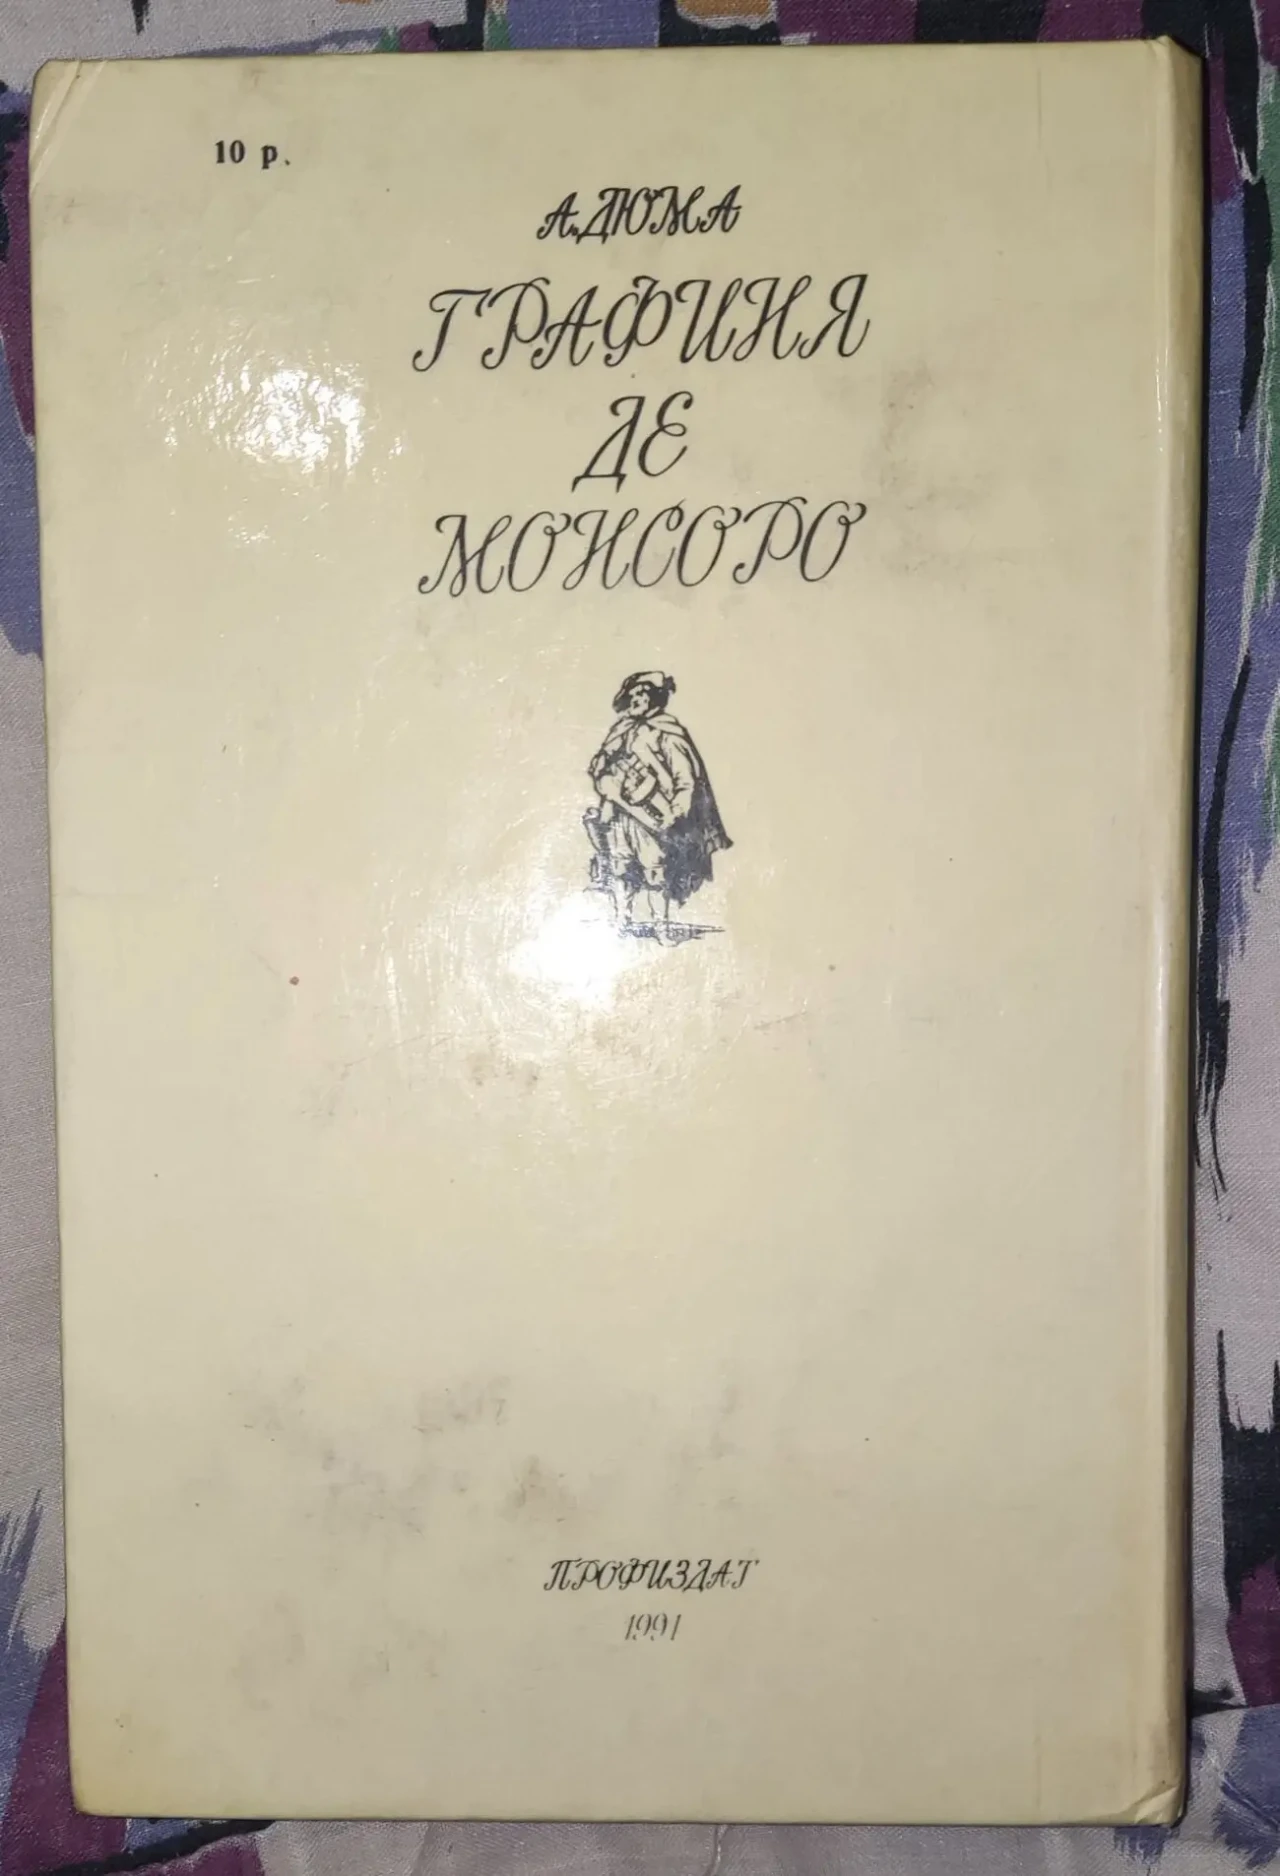 10 р.
А. ДЮМА
ГРАФИНЯ
ДЕ
МОНСОРО
ПРОФИЗДАТ
1991